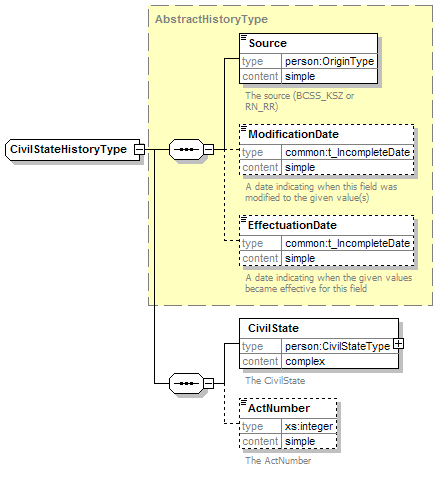 AbstractHistoryType
Source
type person:OriginType
content simple
The source (BCSS_KSZ or
RN_RR)
CivilStateHistoryType
ModificationDate
type common:t_IncompleteDate
content simple
A date indicating when this field was
modified to the given value(s)
EffectuationDate
type common:t_IncompleteDate
content simple
A date indicating when the given values
became effective for this field
CivilState
type person:CivilStateType
content complex
The CivilState
ActNumber
type xs:integer
content simple
The ActNumber